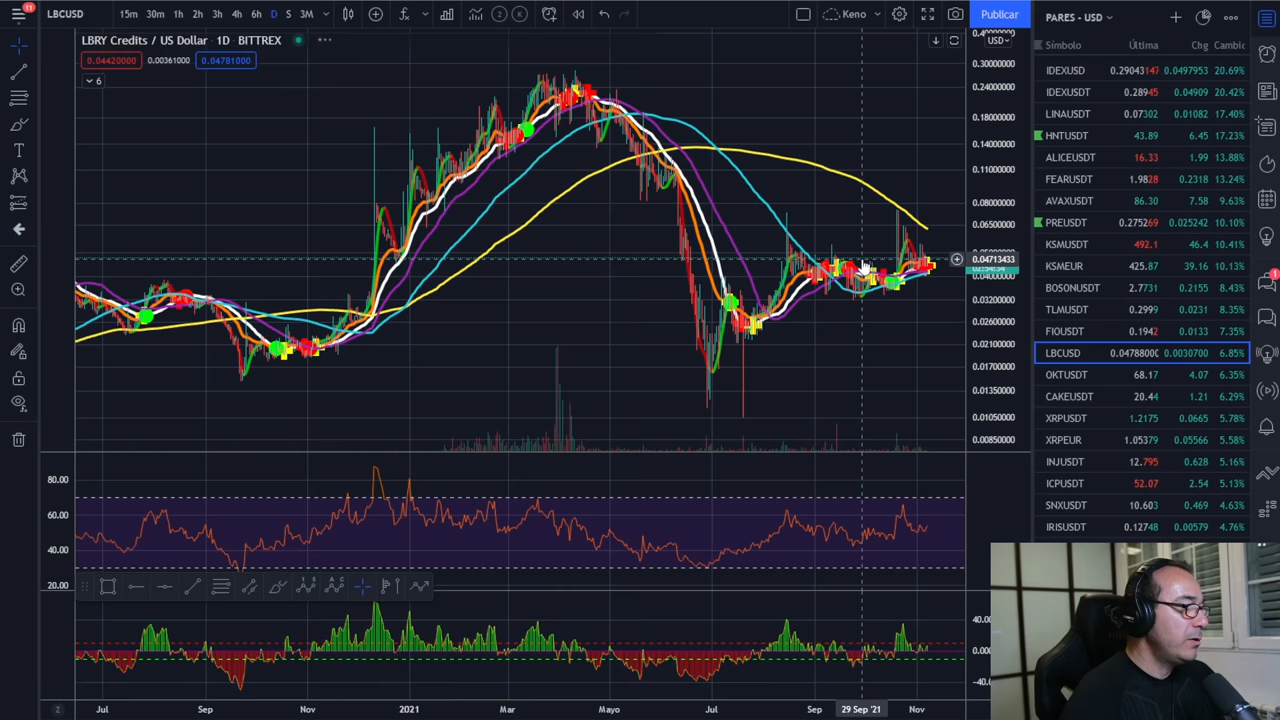 11
LBCUSD 15m 30m 1h 2h 3h 4h 6h D S 3M 2 K Keno Publicar
PARES - USD
LBRY Credits / US Dollar · 1D · BITTREX
0.04420000 0.00361000 0.04781000
6
USD
0.30000000
0.24000000
0.18000000
0.14000000
0.11000000
0.08000000
0.06500000
0.04713433
0.04000000
0.03200000
0.02600000
0.02100000
0.01700000
0.01350000
0.01050000
0.00850000
80.00
60.00
40.00
20.00
40.00
0.000
-40.00
Z Jul Sep Nov 2021 Mar Mayo Jul Sep 29 Sep '21 Nov
Símbolo Última Chg Cambic
IDEXUSD 0.29043147 0.0497953 20.69%
IDEXUSDT 0.28945 0.04909 20.42%
LINAUSDT 0.07302 0.01082 17.40%
HNTUSDT 43.89 6.45 17.23%
ALICEUSDT 16.33 1.99 13.88%
FEARUSDT 1.9828 0.2318 13.24%
AVAXUSDT 86.30 7.58 9.63%
PREUSDT 0.275269 0.025242 10.10%
KSMUSDT 492.1 46.4 10.41%
KSMEUR 425.87 39.16 10.13%
BOSONUSDT 2.7731 0.2155 8.43%
TLMUSDT 0.2999 0.0231 8.35%
FIOUSDT 0.1942 0.0133 7.35%
LBCUSD 0.0478800 0.0030700 6.85%
OKTUSDT 68.17 4.07 6.35%
CAKEUSDT 20.44 1.21 6.29%
XRPUSDT 1.2175 0.0665 5.78%
XRPEUR 1.05379 0.05566 5.58%
INJUSDT 12.795 0.628 5.16%
ICPUSDT 52.07 2.54 5.13%
SNXUSDT 10.603 0.469 4.63%
IRISUSDT 0.12748 0.00579 4.76%
1